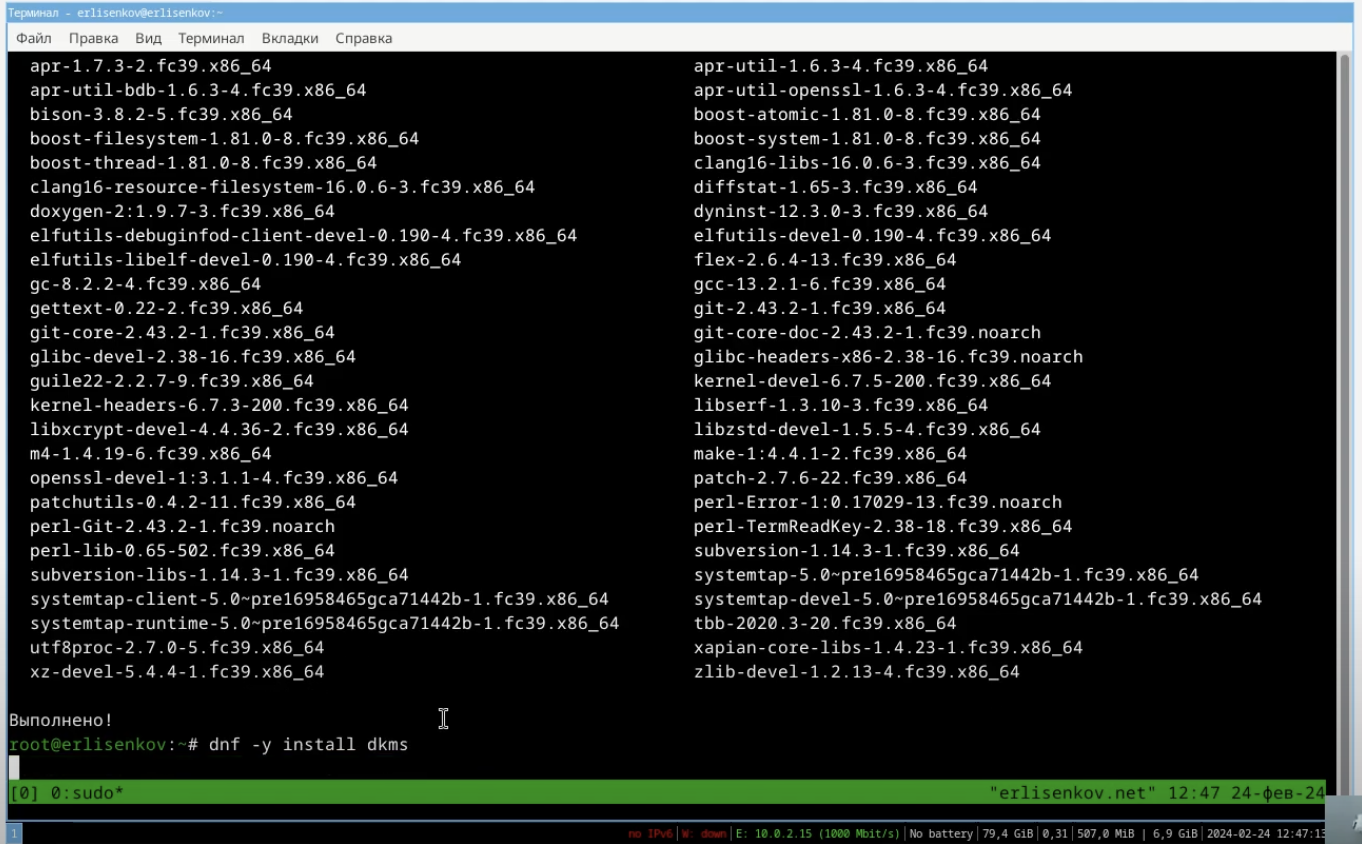 Терминал - erlisenkov@erlisenkov:~
Файл Правка Вид Терминал Вкладки Справка
apr-1.7.3-2.fc39.x86_64 apr-util-1.6.3-4.fc39.x86_64
apr-util-bdb-1.6.3-4.fc39.x86_64 apr-util-openssl-1.6.3-4.fc39.x86_64
bison-3.8.2-5.fc39.x86_64 boost-atomic-1.81.0-8.fc39.x86_64
boost-filesystem-1.81.0-8.fc39.x86_64 boost-system-1.81.0-8.fc39.x86_64
boost-thread-1.81.0-8.fc39.x86_64 clang16-libs-16.0.6-3.fc39.x86_64
clang16-resource-filesystem-16.0.6-3.fc39.x86_64 diffstat-1.65-3.fc39.x86_64
doxygen-2:1.9.7-3.fc39.x86_64 dyninst-12.3.0-3.fc39.x86_64
elfutils-debuginfod-client-devel-0.190-4.fc39.x86_64 elfutils-devel-0.190-4.fc39.x86_64
elfutils-libelf-devel-0.190-4.fc39.x86_64 flex-2.6.4-13.fc39.x86_64
gc-8.2.2-4.fc39.x86_64 gcc-13.2.1-6.fc39.x86_64
gettext-0.22-2.fc39.x86_64 git-2.43.2-1.fc39.x86_64
git-core-2.43.2-1.fc39.x86_64 git-core-doc-2.43.2-1.fc39.noarch
glibc-devel-2.38-16.fc39.x86_64 glibc-headers-x86-2.38-16.fc39.noarch
guile22-2.2.7-9.fc39.x86_64 kernel-devel-6.7.5-200.fc39.x86_64
kernel-headers-6.7.3-200.fc39.x86_64 libserf-1.3.10-3.fc39.x86_64
libxcrypt-devel-4.4.36-2.fc39.x86_64 libzstd-devel-1.5.5-4.fc39.x86_64
m4-1.4.19-6.fc39.x86_64 make-1:4.4.1-2.fc39.x86_64
openssl-devel-1:3.1.1-4.fc39.x86_64 patch-2.7.6-22.fc39.x86_64
patchutils-0.4.2-11.fc39.x86_64 perl-Error-1:0.17029-13.fc39.noarch
perl-Git-2.43.2-1.fc39.noarch perl-TermReadKey-2.38-18.fc39.x86_64
perl-lib-0.65-502.fc39.x86_64 subversion-1.14.3-1.fc39.x86_64
subversion-libs-1.14.3-1.fc39.x86_64 systemtap-5.0~pre16958465gca71442b-1.fc39.x86_64
systemtap-client-5.0~pre16958465gca71442b-1.fc39.x86_64 systemtap-devel-5.0~pre16958465gca71442b-1.fc39.x86_64
systemtap-runtime-5.0~pre16958465gca71442b-1.fc39.x86_64 tbb-2020.3-20.fc39.x86_64
utf8proc-2.7.0-5.fc39.x86_64 xapian-core-libs-1.4.23-1.fc39.x86_64
xz-devel-5.4.4-1.fc39.x86_64 zlib-devel-1.2.13-4.fc39.x86_64
Выполнено!
root@erlisenkov:~# dnf -y install dkms
[0] 0:sudo* "erlisenkov.net" 12:47 24-фев-24
1 no IPv6 | W: down | E: 10.0.2.15 (1000 Mbit/s) | No battery | 79,4 GiB | 0,31 | 507,0 MiB | 6,9 GiB | 2024-02-24 12:47:13